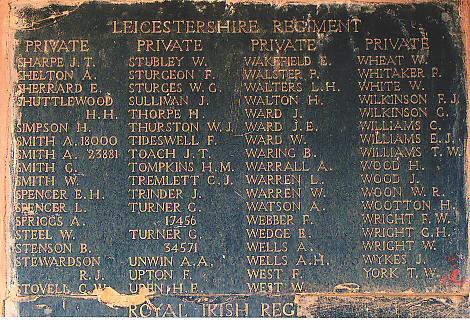 LEICESTERSHIRE REGIMENT
PRIVATE
SHARPE J. T.
SHELTON A.
SHERRARD E.
SHUTTLEWOOD
H. H.
SIMPSON H.
SMITH A. 18000
SMITH A. 23881
SMITH G.
SMITH W.
SPENCER E. H.
SPENCER L.
SPRIGGS A.
STEEL W.
STENSON B.
STEWARDSON
R. J.
STOVELL C. W.
PRIVATE
STUBLEY W.
STURGEON F.
STURGES W. G.
SULLIVAN J.
THORPE H.
THURSTON W. J.
TIDESWELL F.
TOACH J. T.
TOMPKINS H. M.
TREMLETT C. J.
TRINDER J.
TURNER G.
17456
TURNER G.
34571
UNWIN A. A.
UPTON F.
UREN H. F.
PRIVATE
WAKEFIELD E.
WALSTER P.
WALTERS L. H.
WALTON H.
WARD J.
WARD J. E.
WARD W.
WARING B.
WARRALL A.
WARREN L.
WARREN T.
WATSON A.
WEBBER F.
WEDGE E.
WELLS A.
WELLS A. H.
WEST F.
WEST W.
PRIVATE
WHEAT W.
WHITAKER F.
WHITE W.
WILKINSON F. J.
WILKINSON G.
WILLIAMS C.
WILLIAMS E. J.
WILLIAMS T. W.
WOOD H.
WOOD J.
WOON W. R.
WOOTTON H.
WRIGHT F. W.
WRIGHT G. H.
WRIGHT W.
WYKES J.
YORK T. W.
ROYAL IRISH REG